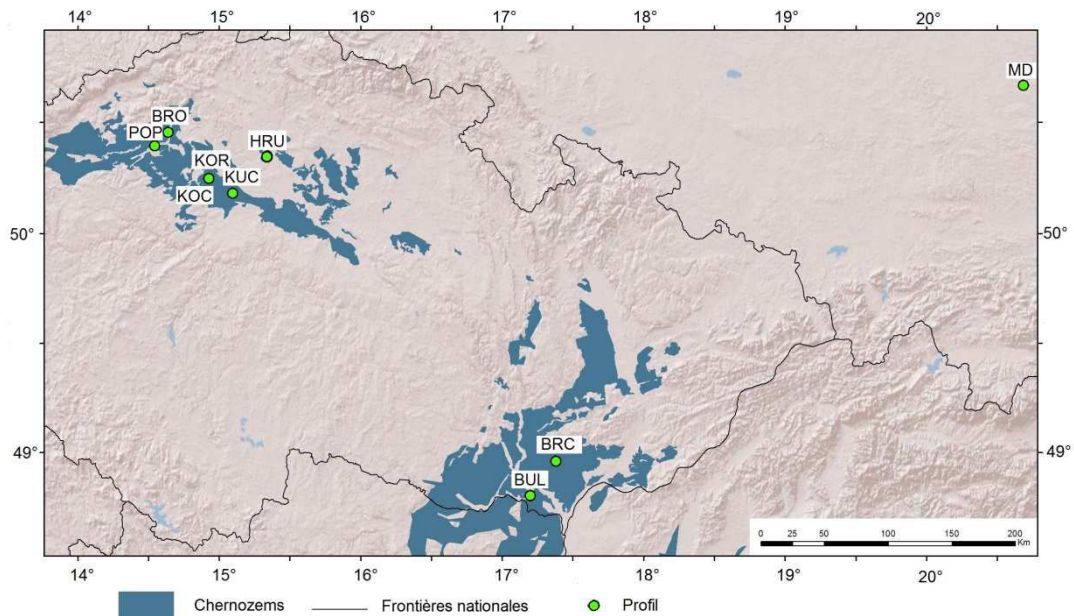 14° 15° 16° 17° 18° 19° 20°
MD
BRO
POP
HRU
KOR
KUC
KOC
50° 50°
49° 49°
BRC
BUL
0 25 50 100 150 200
Km
14° 15° 16° 17° 18° 19° 20°
Chernozems Frontières nationales Profil